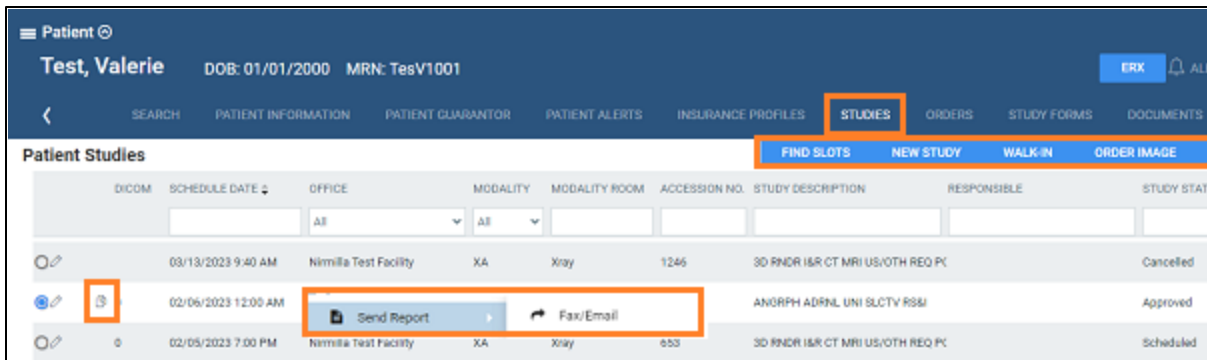 Patient
Test, Valerie DOB: 01/01/2000 MRN: TesV1001 ERX
SEARCH PATIENT INFORMATION PATIENT GUARANTOR PATIENT ALERTS INSURANCE PROFILES STUDIES ORDERS STUDY FORMS DOCUMENTS
Patient Studies FIND SLOTS NEW STUDY WALK-IN ORDER IMAGE
DICOM SCHEDULE DATE OFFICE MODALITY MODALITY ROOM ACCESSION NO. STUDY DESCRIPTION RESPONSIBLE STUDY STAT
All All
03/13/2023 9:40 AM Nirmilla Test Facility XA Xray 1246 3D RNDR I&R CT MRI US/OTH REQ PC Cancelled
02/06/2023 12:00 AM ANGRPH ADRNL UNI SLCTV RS&I Approved
Send Report Fax/Email
0 02/05/2023 7:00 PM Nirmilla Test Facility XA Xray 653 3D RNDR I&R CT MRI US/OTH REQ PC Scheduled